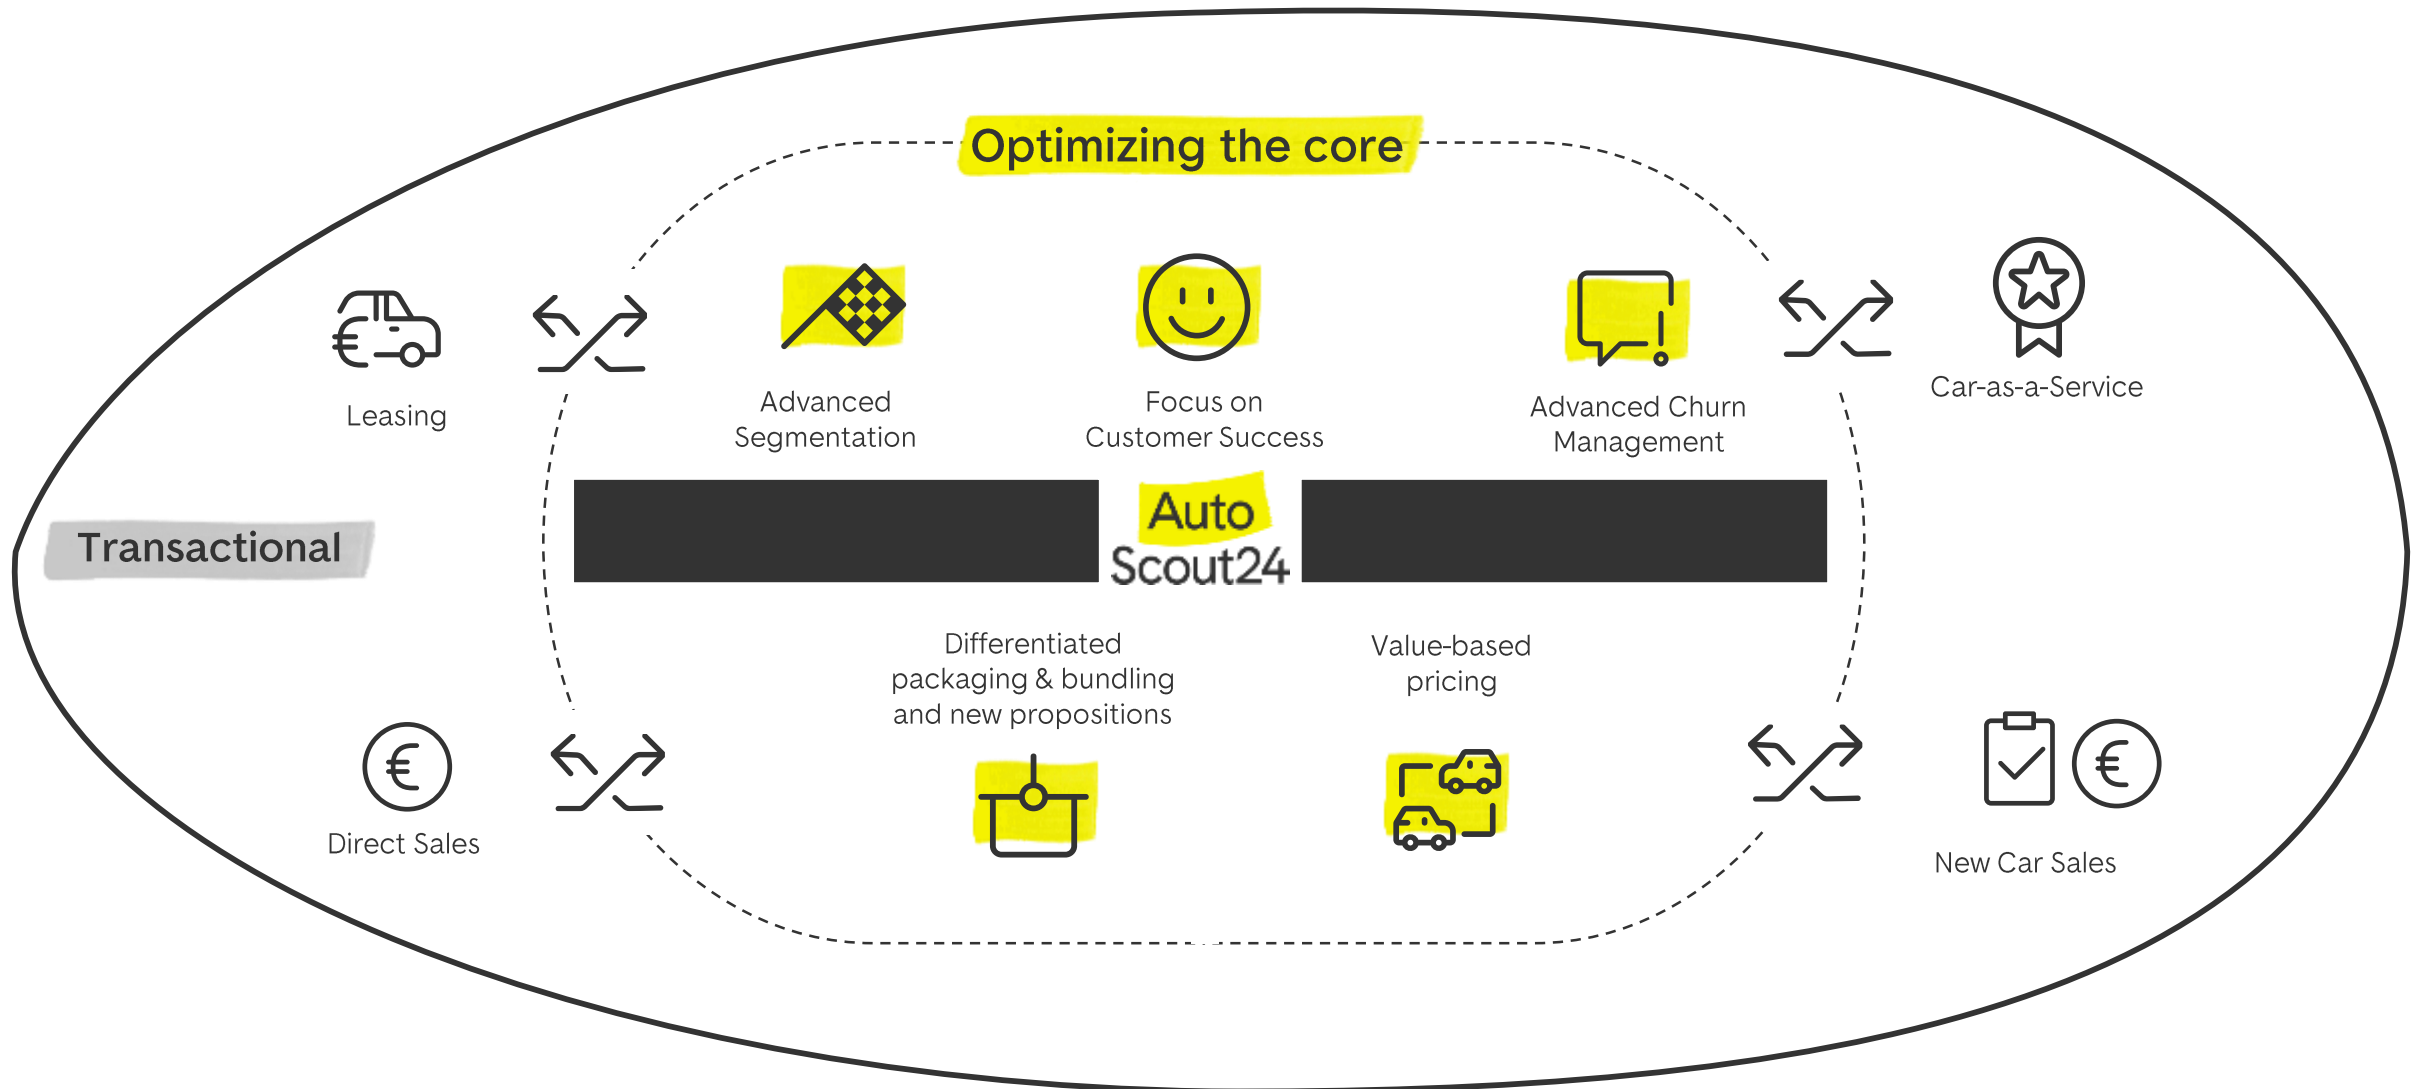 Optimizing the core
Leasing
Advanced
Segmentation
Focus on
Customer Success
Advanced Churn
Management
Car-as-a-Service
Transactional
Auto
Scout24
Differentiated
packaging & bundling
and new propositions
Value-based
pricing
Direct Sales
New Car Sales